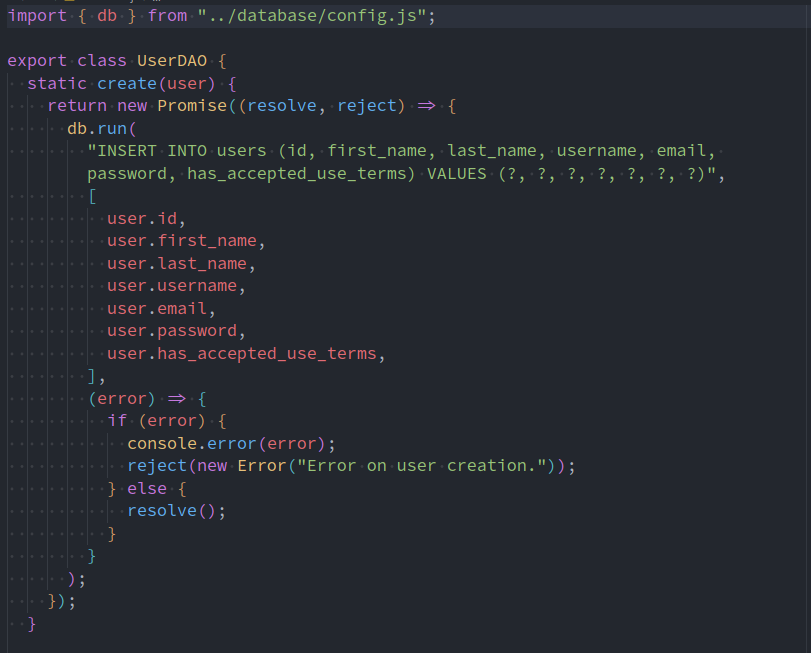 import { db } from "../database/config.js";
export class UserDAO {
static create(user) {
return new Promise((resolve, reject) => {
db.run(
"INSERT INTO users (id, first_name, last_name, username, email,
password, has_accepted_use_terms) VALUES (?, ?, ?, ?, ?, ?, ?)",
[
user.id,
user.first_name,
user.last_name,
user.username,
user.email,
user.password,
user.has_accepted_use_terms,
],
(error) => {
if (error) {
console.error(error);
reject(new Error("Error on user creation."));
} else {
resolve();
}
}
);
});
}